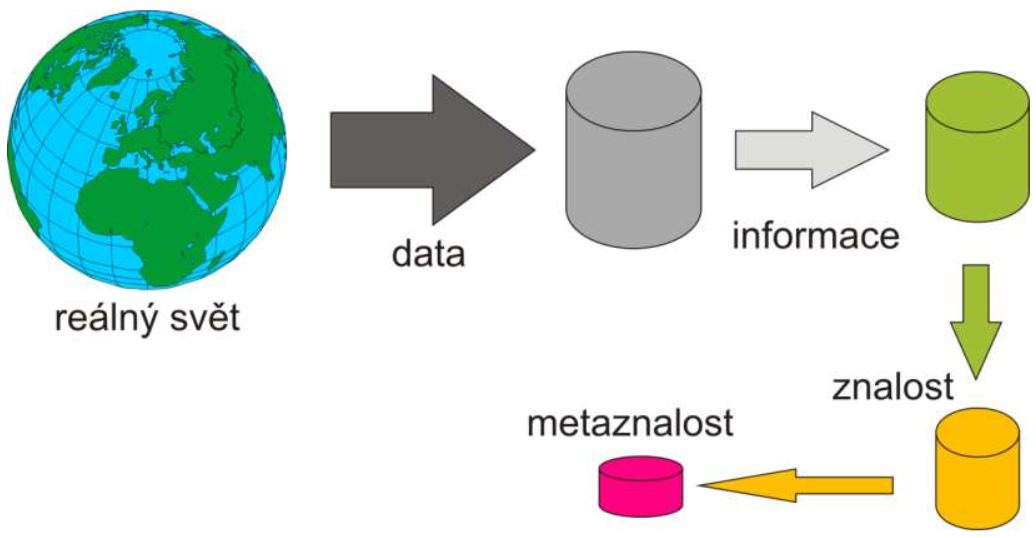 reálný svět
data
informace
znalost
metaznalost